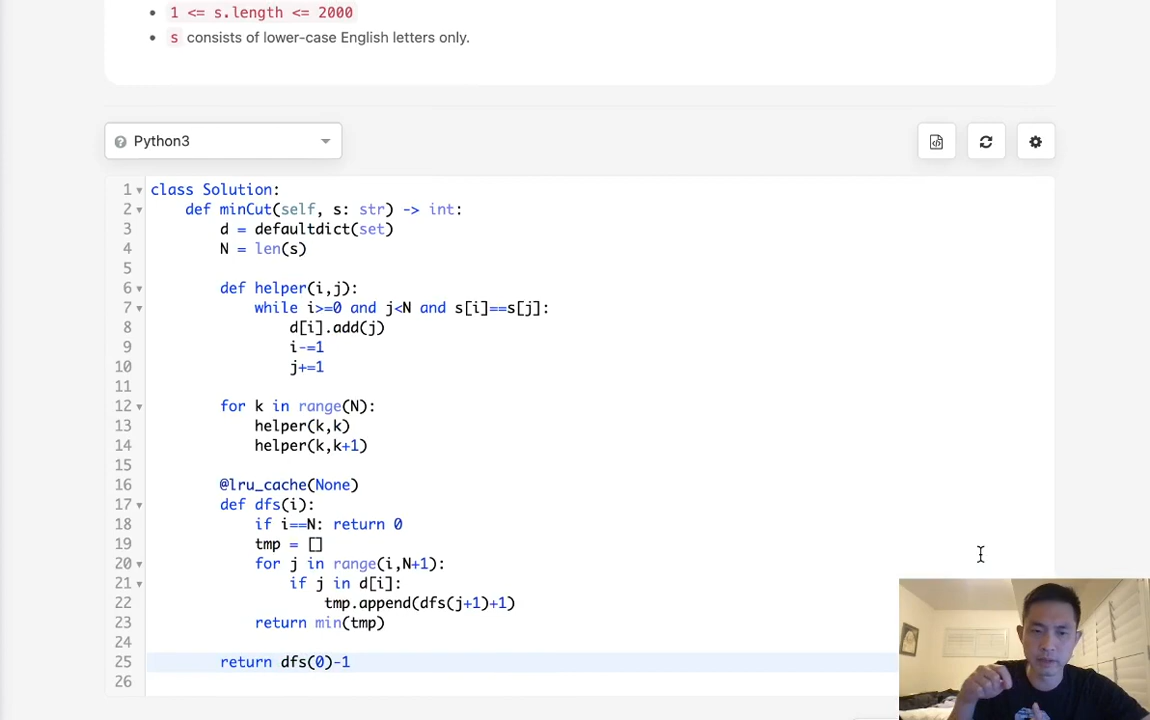 1 <= s.length <= 2000
s consists of lower-case English letters only.
Python3
1 class Solution:
2     def minCut(self, s: str) -> int:
3         d = defaultdict(set)
4         N = len(s)
5
6         def helper(i,j):
7             while i>=0 and j<N and s[i]==s[j]:
8                 d[i].add(j)
9                 i-=1
10                 j+=1
11
12         for k in range(N):
13             helper(k,k)
14             helper(k,k+1)
15
16         @lru_cache(None)
17         def dfs(i):
18             if i==N: return 0
19             tmp = []
20             for j in range(i,N+1):
21                 if j in d[i]:
22                     tmp.append(dfs(j+1)+1)
23             return min(tmp)
24
25         return dfs(0)-1
26